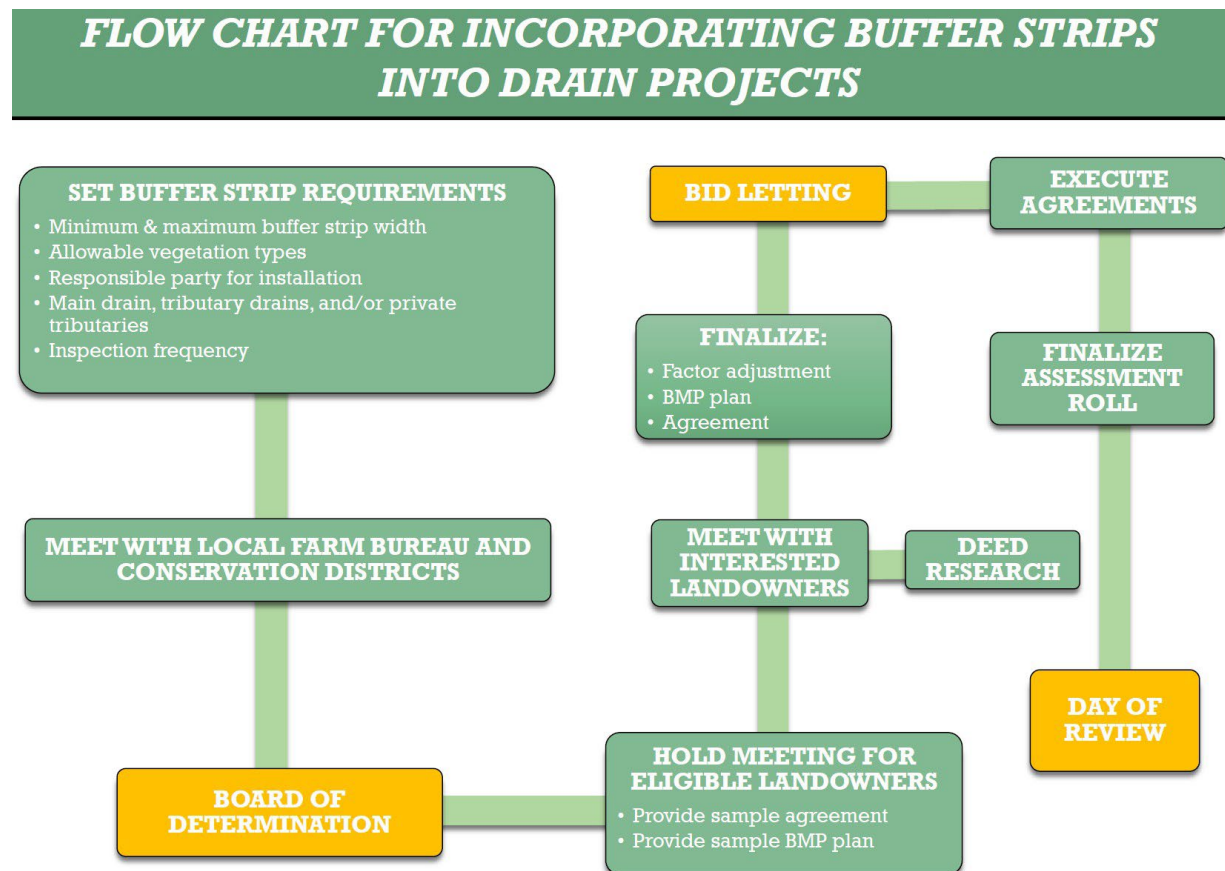 FLOW CHART FOR INCORPORATING BUFFER STRIPS
INTO DRAIN PROJECTS
SET BUFFER STRIP REQUIREMENTS
• Minimum & maximum buffer strip width
• Allowable vegetation types
• Responsible party for installation
• Main drain, tributary drains, and/or private
tributaries
• Inspection frequency
MEET WITH LOCAL FARM BUREAU AND
CONSERVATION DISTRICTS
BOARD OF
DETERMINATION
HOLD MEETING FOR
ELIGIBLE LANDOWNERS
• Provide sample agreement
• Provide sample BMP plan
MEET WITH
INTERESTED
LANDOWNERS
DEED
RESEARCH
FINALIZE:
• Factor adjustment
• BMP plan
• Agreement
BID LETTING
EXECUTE
AGREEMENTS
FINALIZE
ASSESSMENT
ROLL
DAY OF
REVIEW